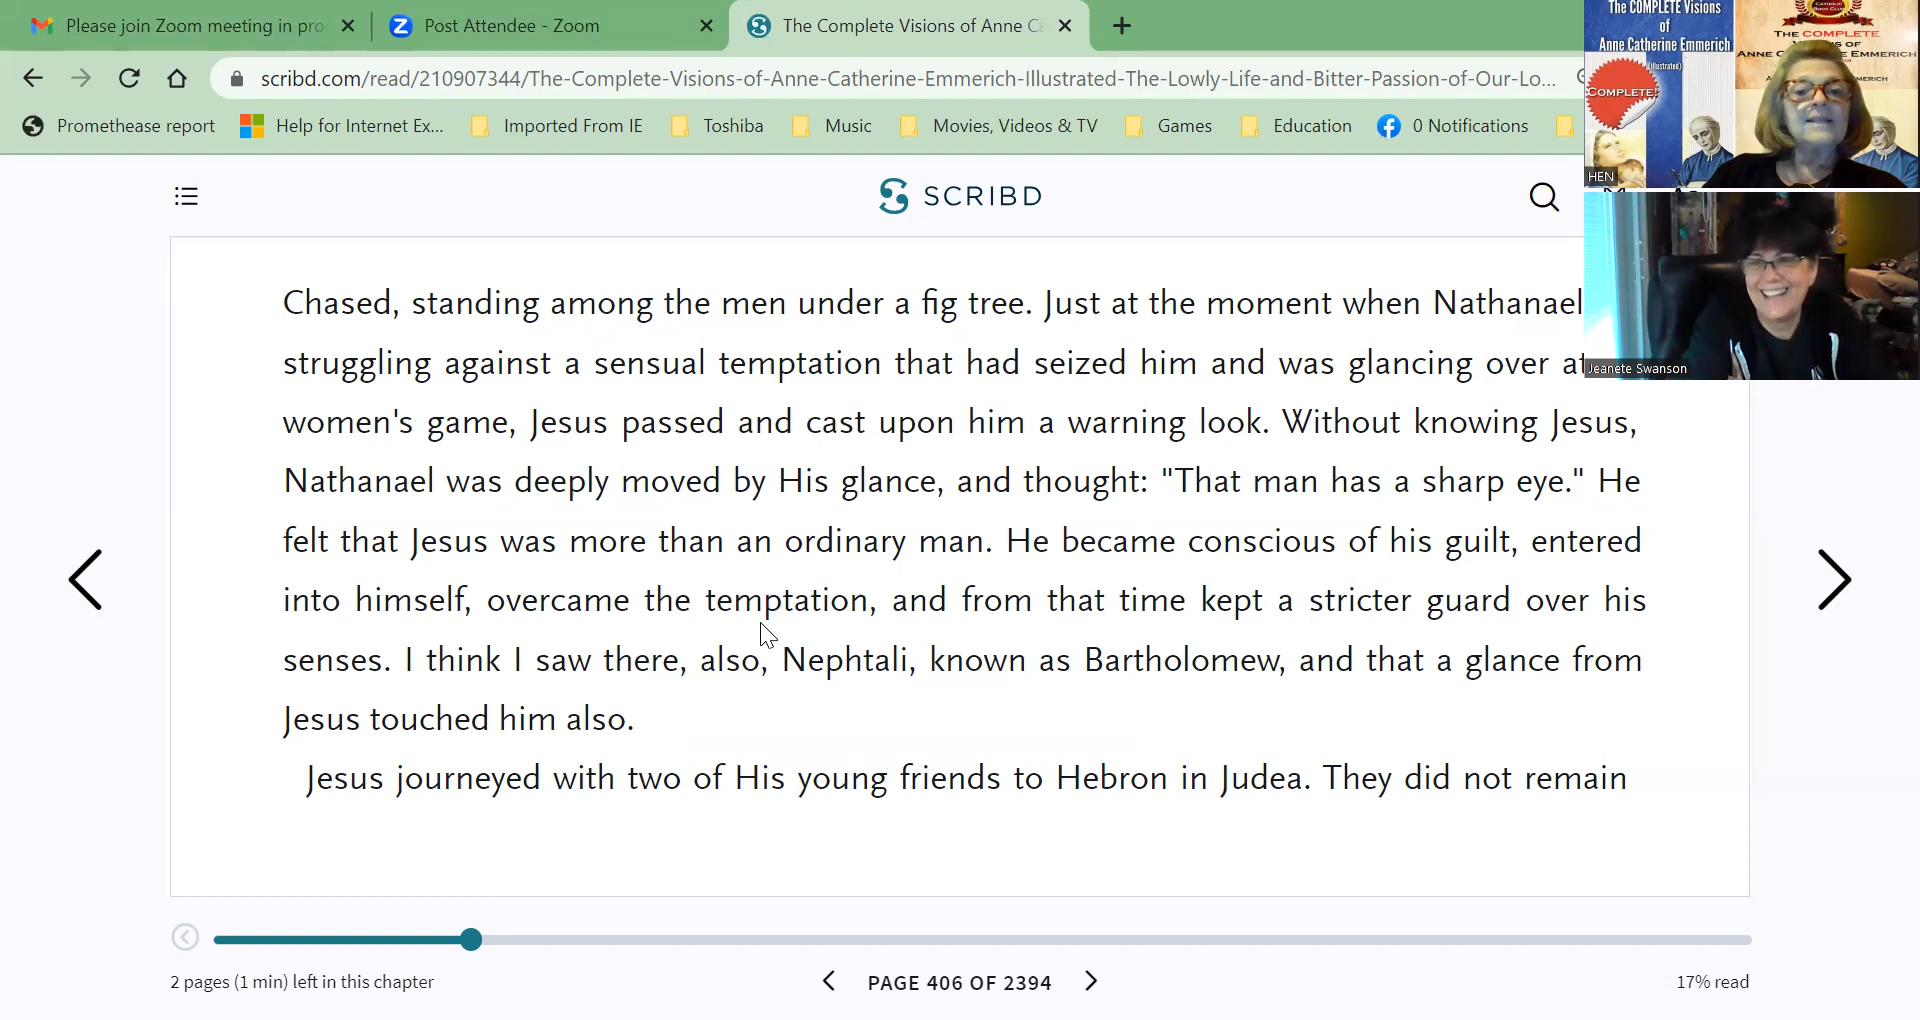 Please join Zoom meeting in pro
Post Attendee - Zoom
The Complete Visions of Anne Ca
scribd.com/read/210907344/The-Complete-Visions-of-Anne-Catherine-Emmerich-Illustrated-The-Lowly-Life-and-Bitter-Passion-of-Our-Lo...
Promethease report
Help for Internet Ex...
Imported From IE
Toshiba
Music
Movies, Videos & TV
Games
Education
0 Notifications
The COMPLETE Visions
of
Anne Catherine Emmerich
(Illustrated)
COMPLETE!
CATHOLIC
BOOK CLUB
THE COMPLETE
OF
ANNE EMMERICH
HEN
Jeanete Swanson
SCRIBD
Chased, standing among the men under a fig tree. Just at the moment when Nathanael
struggling against a sensual temptation that had seized him and was glancing over at
women's game, Jesus passed and cast upon him a warning look. Without knowing Jesus,
Nathanael was deeply moved by His glance, and thought: "That man has a sharp eye." He
felt that Jesus was more than an ordinary man. He became conscious of his guilt, entered
into himself, overcame the temptation, and from that time kept a stricter guard over his
senses. I think I saw there, also, Nephtali, known as Bartholomew, and that a glance from
Jesus touched him also.
Jesus journeyed with two of His young friends to Hebron in Judea. They did not remain
2 pages (1 min) left in this chapter
PAGE 406 OF 2394
17% read